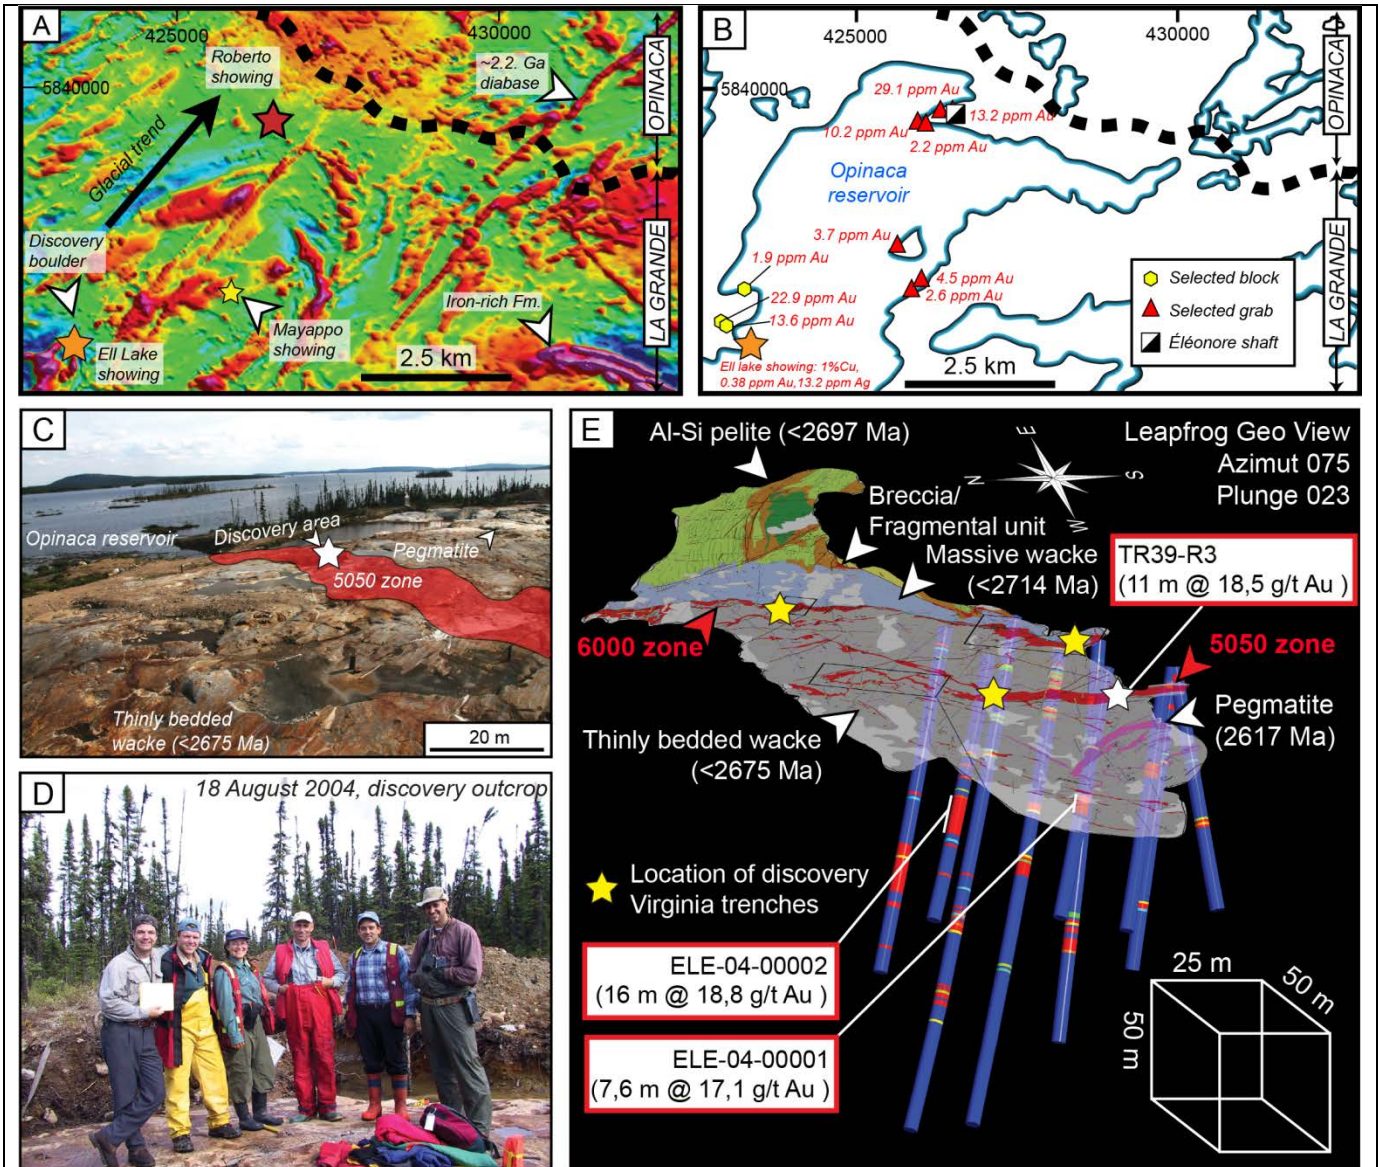 A
425000
430000
Roberto
showing
~2.2. Ga
diabase
5840000
Glacial trend
OPINACA
LA GRANDE
Discovery
boulder
Iron-rich Fm.
Mayappo
showing
Ell Lake
showing
2.5 km
B
425000
430000
5840000
29.1 ppm Au
13.2 ppm Au
10.2 ppm Au
2.2 ppm Au
Opinaca
reservoir
OPINACA
LA GRANDE
3.7 ppm Au
1.9 ppm Au
4.5 ppm Au
2.6 ppm Au
22.9 ppm Au
13.6 ppm Au
Selected block
Selected grab
Éléonore shaft
2.5 km
Ell lake showing: 1%Cu,
0.38 ppm Au,13.2 ppm Ag
C
Opinaca reservoir
Discovery area
Pegmatite
5050 zone
Thinly bedded
wacke (<2675 Ma)
20 m
D
18 August 2004, discovery outcrop
E
Al-Si pelite (<2697 Ma)
E
N
S
W
Leapfrog Geo View
Azimut 075
Plunge 023
Breccia/
Fragmental unit
Massive wacke
(<2714 Ma)
TR39-R3
(11 m @ 18,5 g/t Au )
6000 zone
5050 zone
Pegmatite
(2617 Ma)
Thinly bedded wacke
(<2675 Ma)
Location of discovery
Virginia trenches
ELE-04-00002
(16 m @ 18,8 g/t Au )
ELE-04-00001
(7,6 m @ 17,1 g/t Au )
25 m
50 m
50 m